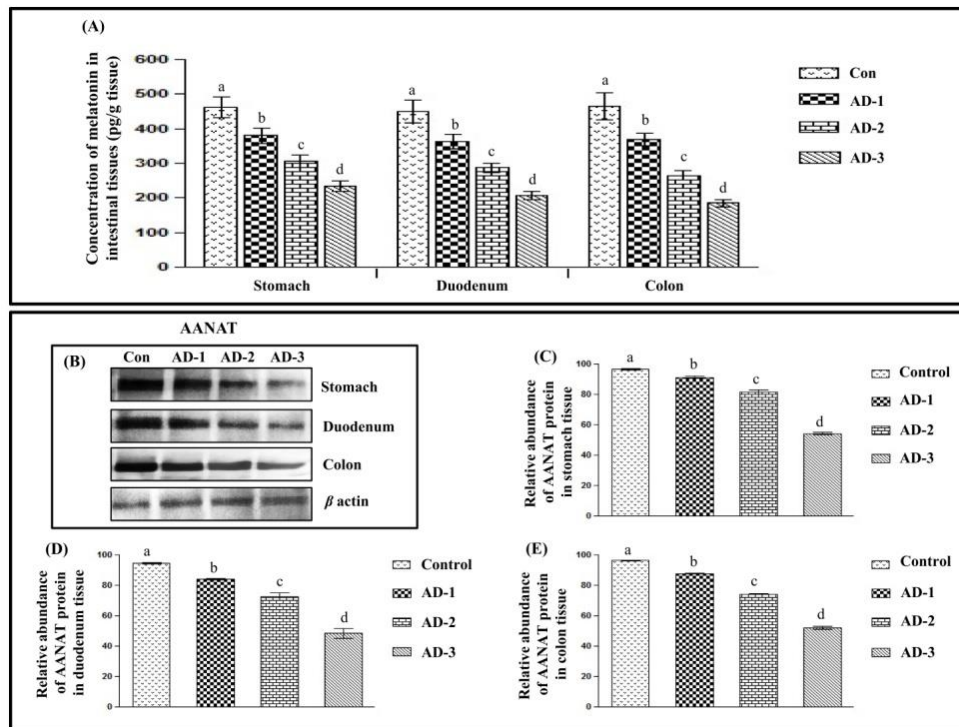 (A)
Concentration of melatonin in
intestinal tissues (pg/g tissue)
600
500
400
300
200
100
0
a
b
c
d
a
b
c
d
a
b
c
d
Stomach
Duodenum
Colon
Con
AD-1
AD-2
AD-3
AANAT
(B)
Con AD-1 AD-2 AD-3
Stomach
Duodenum
Colon
β actin
(C)
Relative abundance
of AANAT protein
in stomach tissue
100
80
60
40
20
0
a
b
c
d
Control
AD-1
AD-2
AD-3
(D)
Relative abundance
of AANAT protein
in duodenum tissue
100
80
60
40
20
0
a
b
c
d
Control
AD-1
AD-2
AD-3
(E)
Relative abundance
of AANAT protein
in colon tissue
100
80
60
40
20
0
a
b
c
d
Control
AD-1
AD-2
AD-3